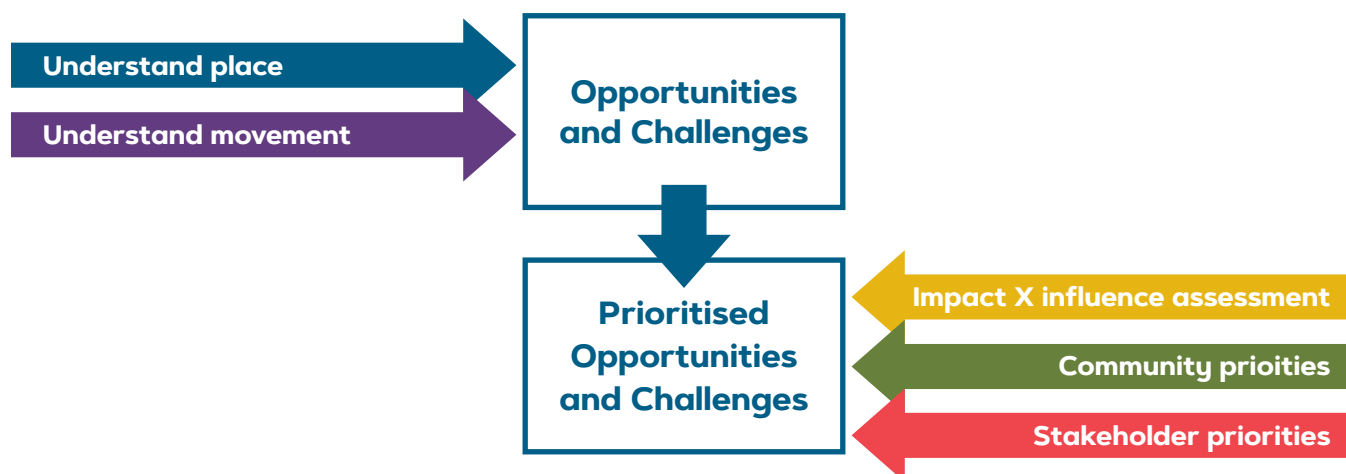 Understand place
Understand movement
Opportunities
and Challenges
Prioritised
Opportunities
and Challenges
Impact X influence assessment
Community prioities
Stakeholder priorities